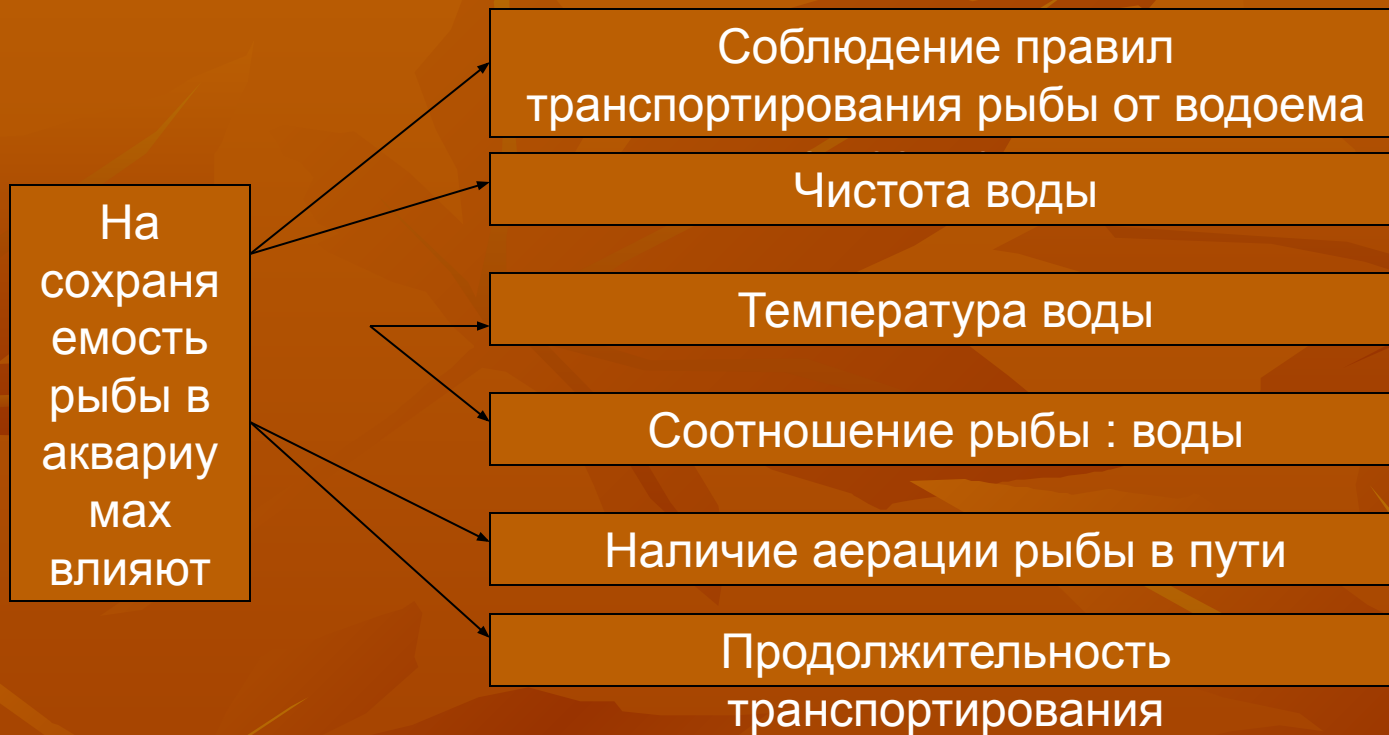 На
сохраня
емость
рыбы в
аквариу
мах
влияют
Соблюдение правил
транспортирования рыбы от водоема
Чистота воды
Температура воды
Соотношение рыбы : воды
Наличие аерации рыбы в пути
Продолжительность
транспортирования